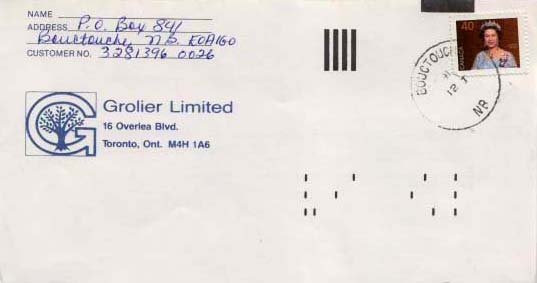 NAME
ADDRESS P.O. Box 841
Bouctouche, N.B. E0A1G0
CUSTOMER NO. 3281396 0026
40
BOUCTOUCHE
12
NB
Grolier Limited
16 Overlea Blvd.
Toronto, Ont. M4H 1A6